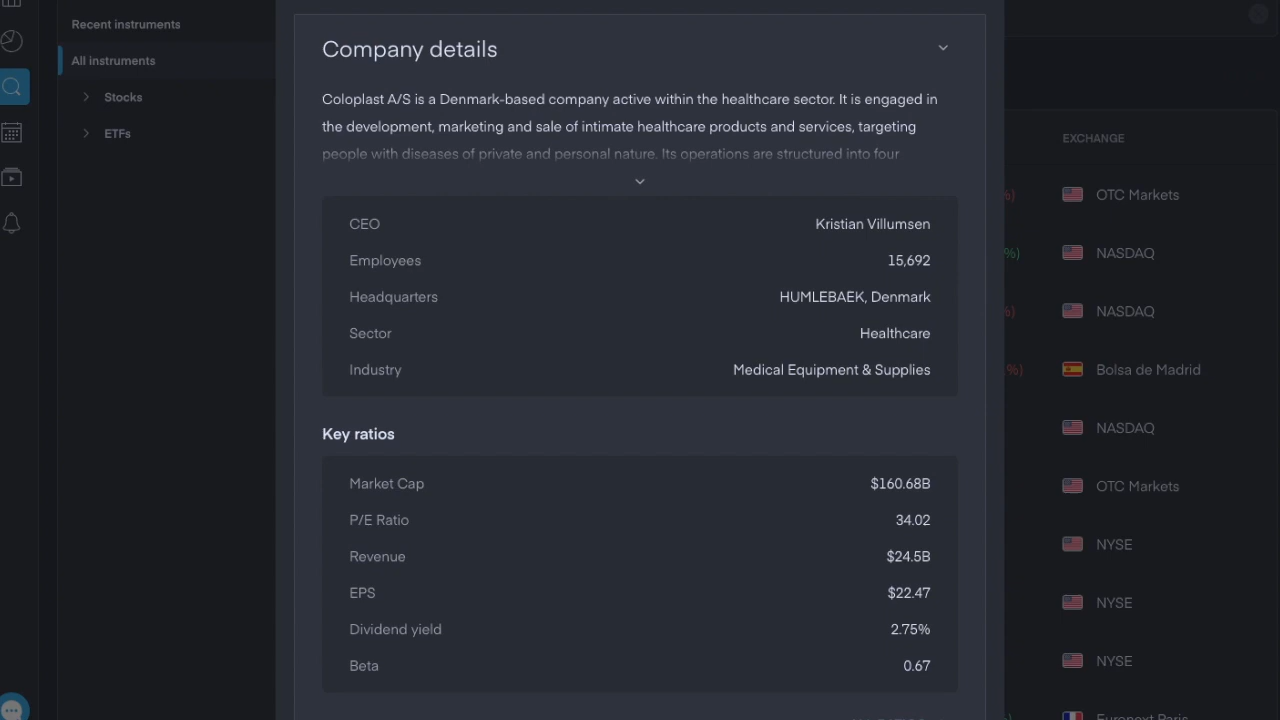 Recent instruments
All instruments
Stocks
ETFs
Company details
Coloplast A/S is a Denmark-based company active within the healthcare sector. It is engaged in
the development, marketing and sale of intimate healthcare products and services, targeting
people with diseases of private and personal nature. Its operations are structured into four
CEO Kristian Villumsen
Employees 15,692
Headquarters HUMLEBAEK, Denmark
Sector Healthcare
Industry Medical Equipment & Supplies
Key ratios
Market Cap $160.68B
P/E Ratio 34.02
Revenue $24.5B
EPS $22.47
Dividend yield 2.75%
Beta 0.67
EXCHANGE
%) OTC Markets
%) NASDAQ
%) NASDAQ
%) Bolsa de Madrid
NASDAQ
OTC Markets
NYSE
NYSE
NYSE
Euronext Paris